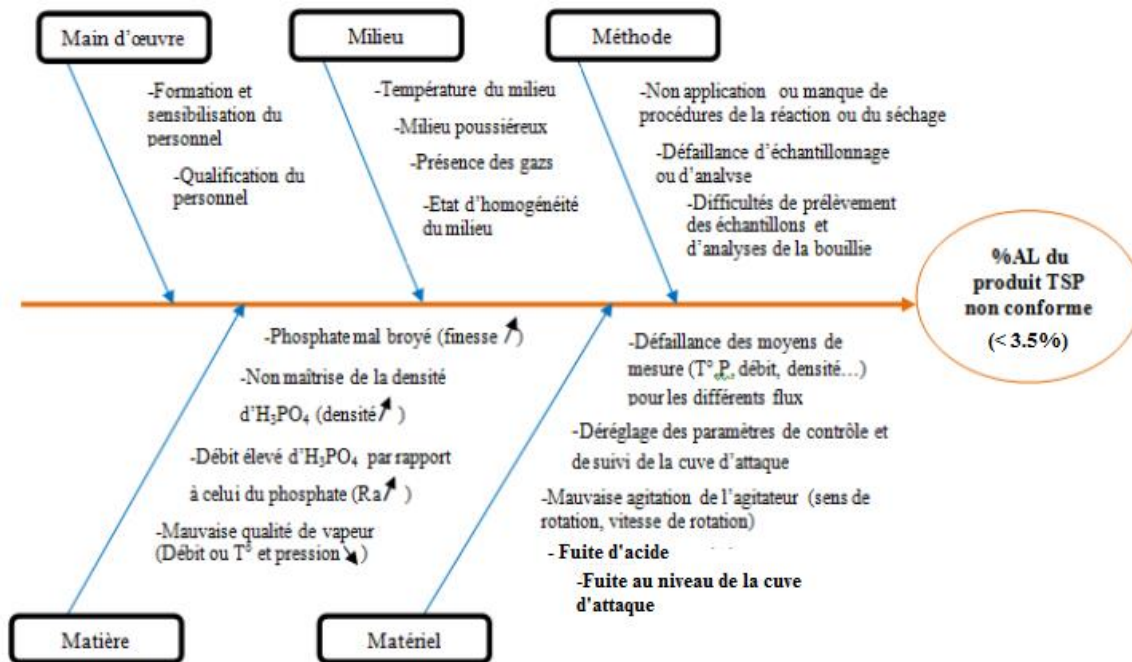 Main d'œuvre
Milieu
Méthode
-Formation et
sensibilisation du
personnel
-Qualification du
personnel
-Température du milieu
-Milieu poussiéreux
-Présence des gazs
-Etat d'homogénéité
du milieu
-Non application ou manque de
procédures de la réaction ou du séchage
-Défaillance d'échantillonnage
ou d'analyse
-Difficultés de prélèvement
des échantillons et
d'analyses de la bouillie
%AL du
produit TSP
non conforme
(< 3.5%)
-Phosphate mal broyé (finesse ↗)
-Non maîtrise de la densité
d'H₃PO₄ (densité ↗)
-Débit élevé d'H₃PO₄ par rapport
à celui du phosphate (Ra ↗)
-Mauvaise qualité de vapeur
(Débit ou T° et pression ↘)
-Défaillance des moyens de
mesure (T° P, débit, densité…)
pour les différents flux
-Déréglage des paramètres de contrôle et
de suivi de la cuve d'attaque
-Mauvaise agitation de l'agitateur (sens de
rotation, vitesse de rotation)
- Fuite d'acide
-Fuite au niveau de la cuve
d'attaque
Matière
Matériel